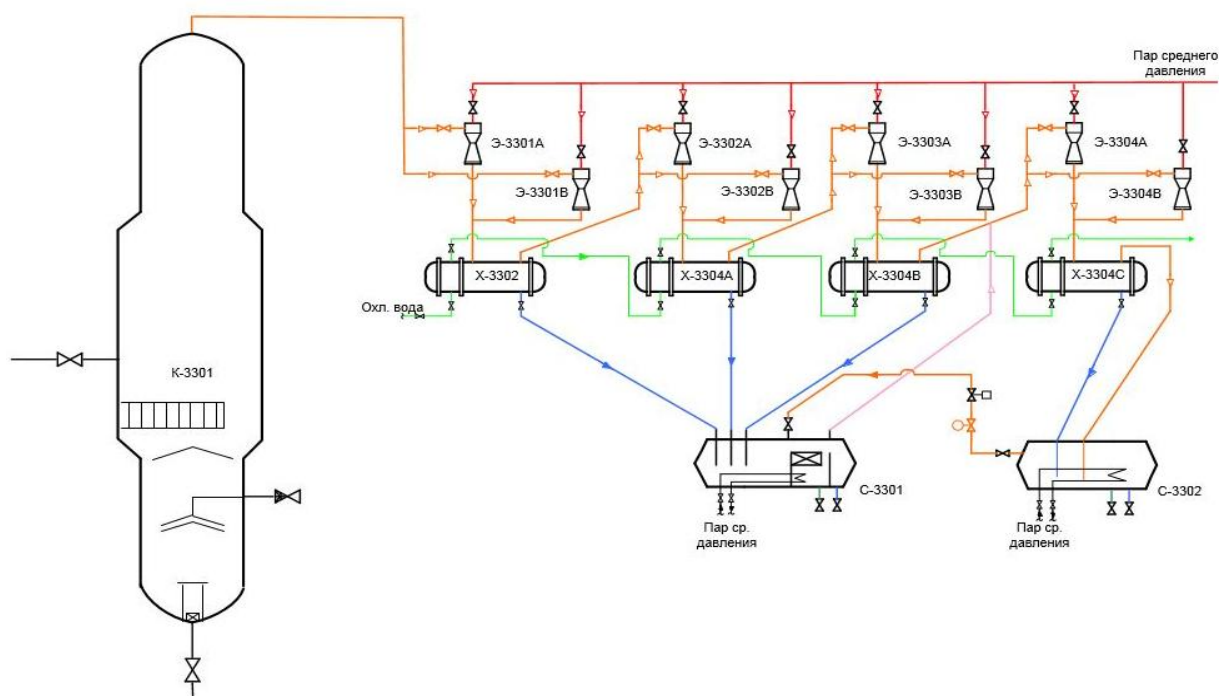 Пар среднего
давления
Э-3301А
Э-3302А
Э-3303А
Э-3304А
Э-3301В
Э-3302В
Э-3303В
Э-3304В
Х-3302
Х-3304А
Х-3304В
Х-3304С
Охл. вода
К-3301
С-3301
С-3302
Пар ср.
давления
Пар ср.
давления